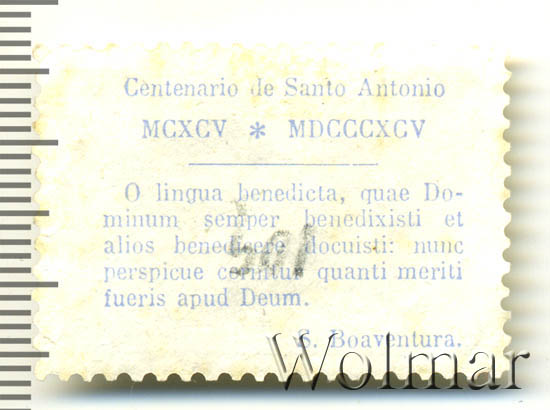 Centenario de Santo Antonio
MCXCV * MDCCCXCV
O lingua benedicta, quae Do-
minum semper benedixisti et
alios benedicere docuisti: nunc
perspicue cernitur quanti meriti
fueris apud Deum.
S. Boaventura.
Wolmar